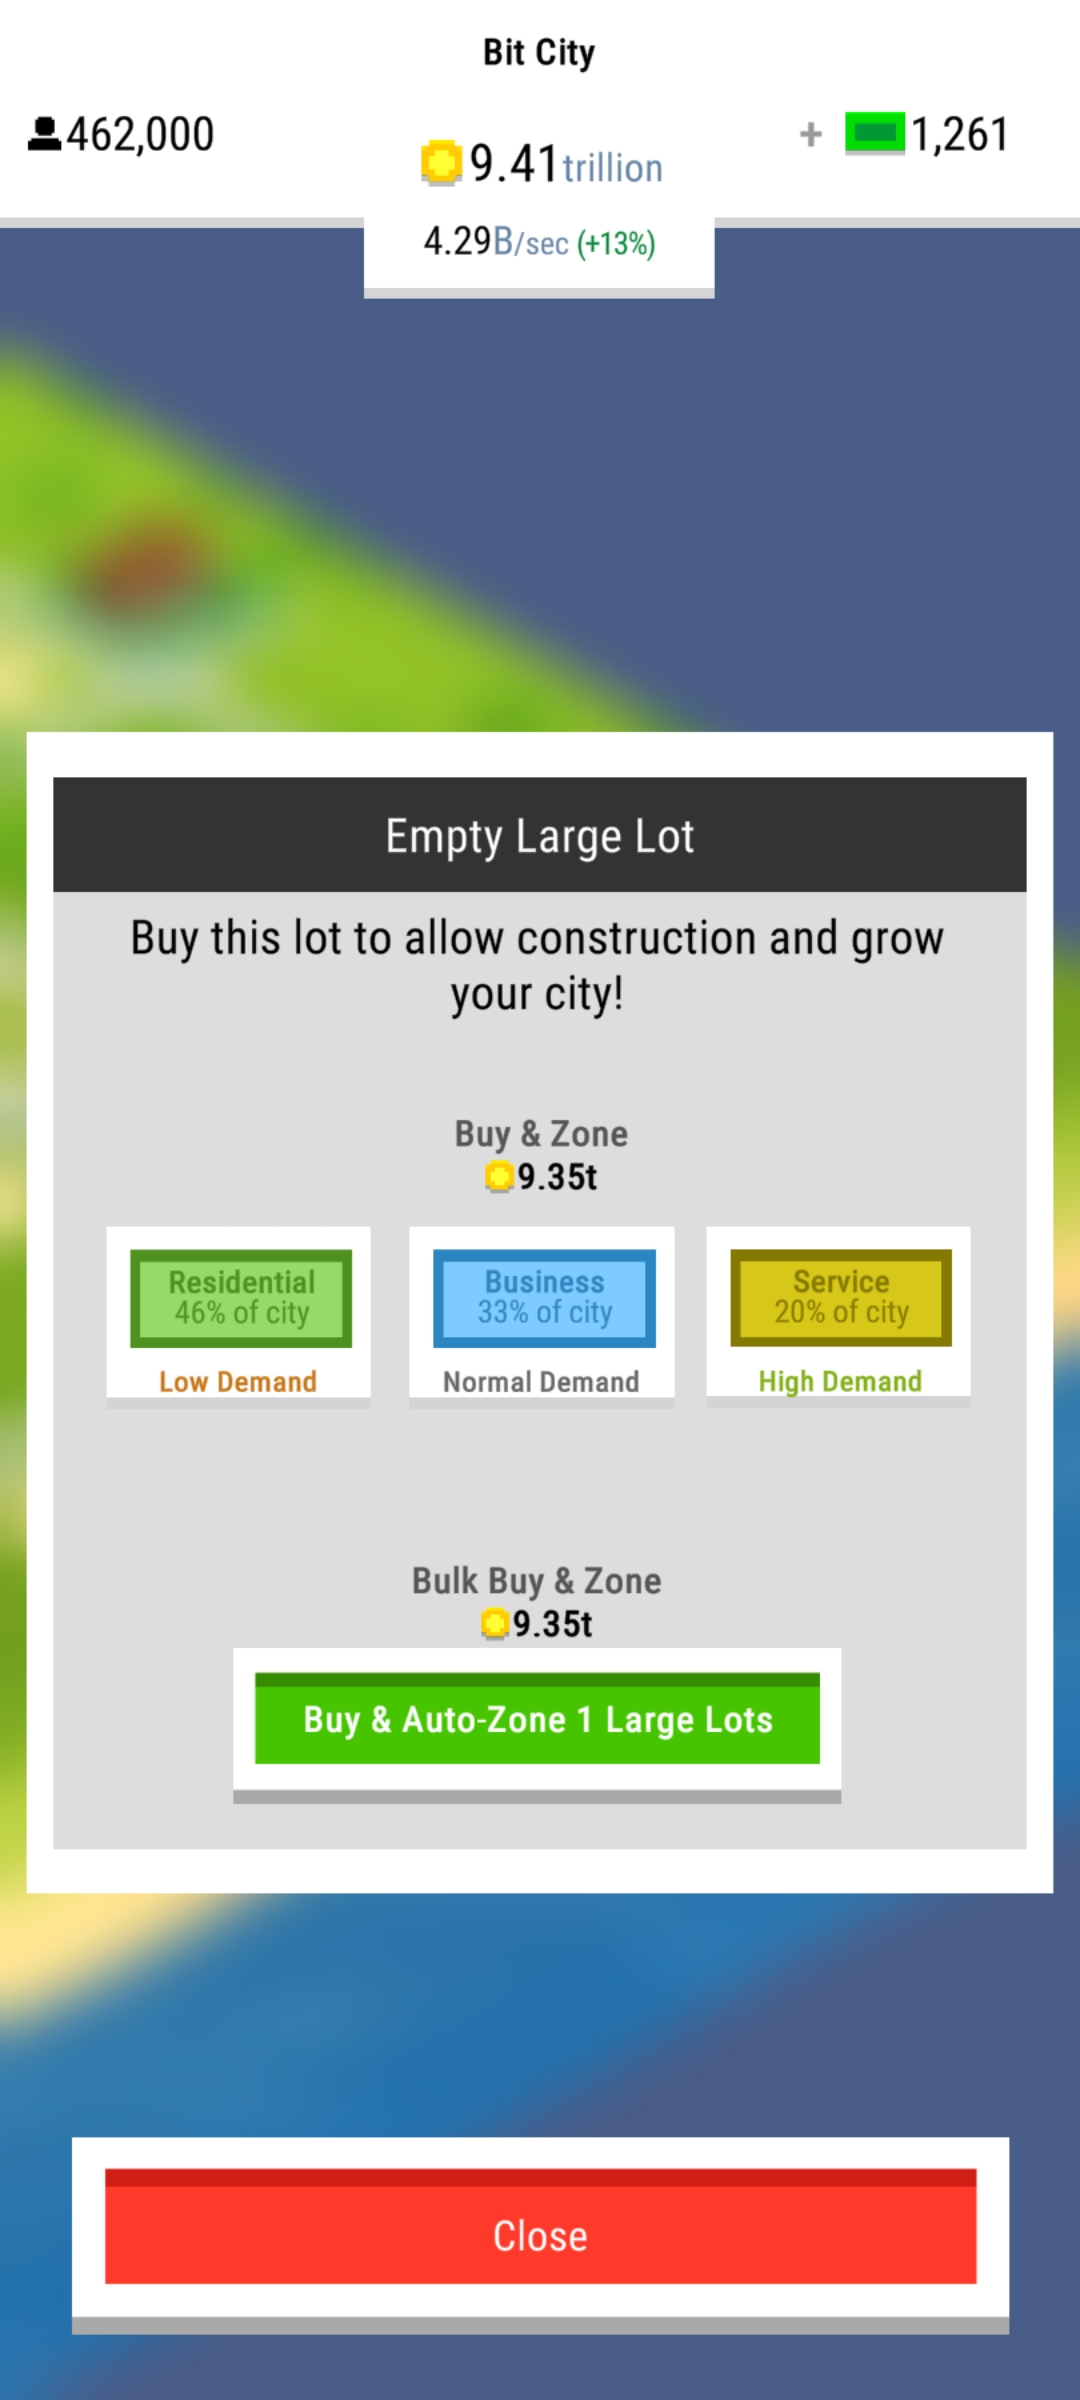 Bit City
462,000
9.41 trillion
+ 1,261
4.29B/sec (+13%)
Empty Large Lot
Buy this lot to allow construction and grow
your city!
Buy & Zone
9.35t
Residential
46% of city
Low Demand
Business
33% of city
Normal Demand
Service
20% of city
High Demand
Bulk Buy & Zone
9.35t
Buy & Auto-Zone 1 Large Lots
Close